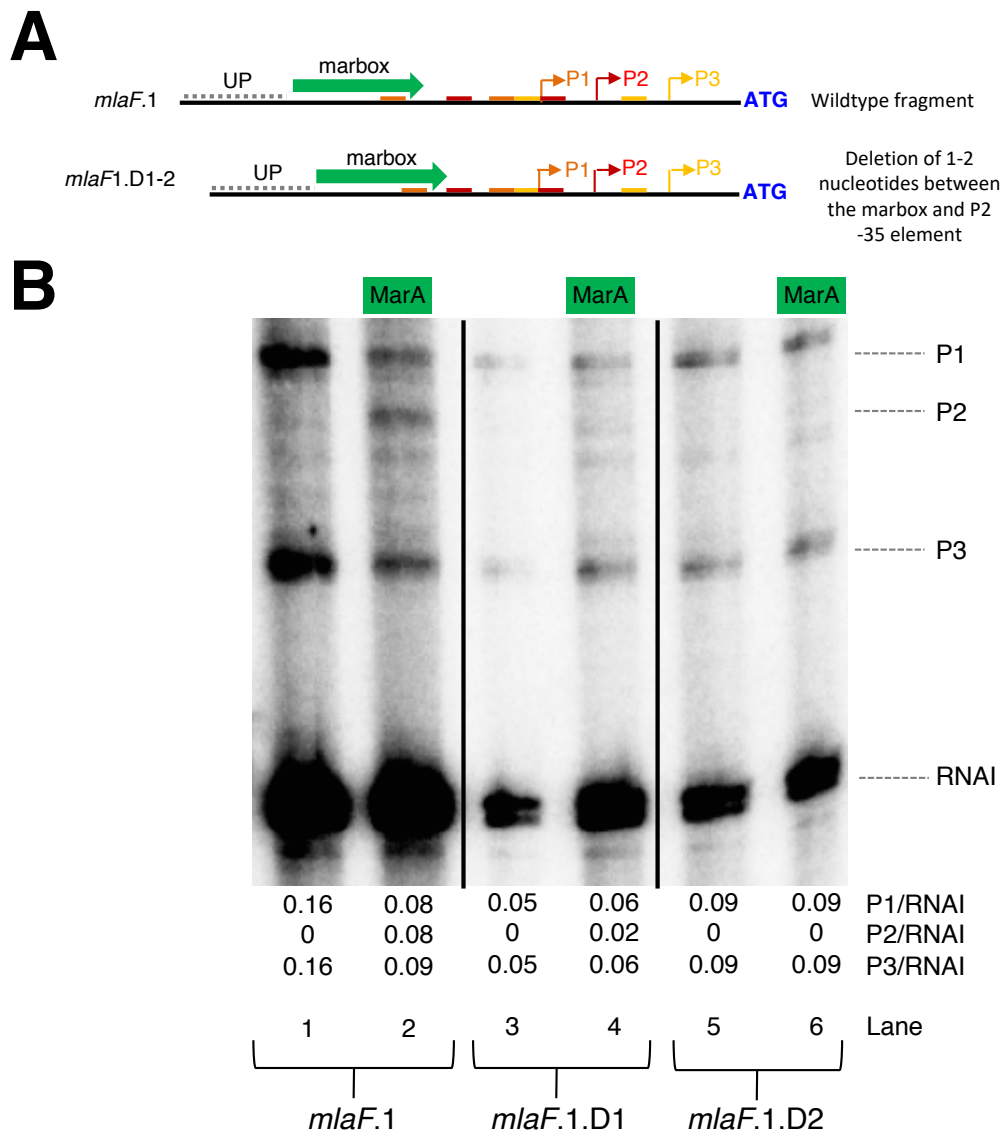 A
UP marbox P1 P2 P3
mlaF.1 ATG Wildtype fragment
UP marbox P1 P2 P3
mlaF1.D1-2 ATG
Deletion of 1-2
nucleotides between
the marbox and P2
-35 element
B
MarA MarA MarA
P1
P2
P3
RNAI
0.16 0.08 0.05 0.06 0.09 0.09 P1/RNAI
0 0.08 0 0.02 0 0 P2/RNAI
0.16 0.09 0.05 0.06 0.09 0.09 P3/RNAI
1 2 3 4 5 6 Lane
mlaF.1 mlaF.1.D1 mlaF.1.D2